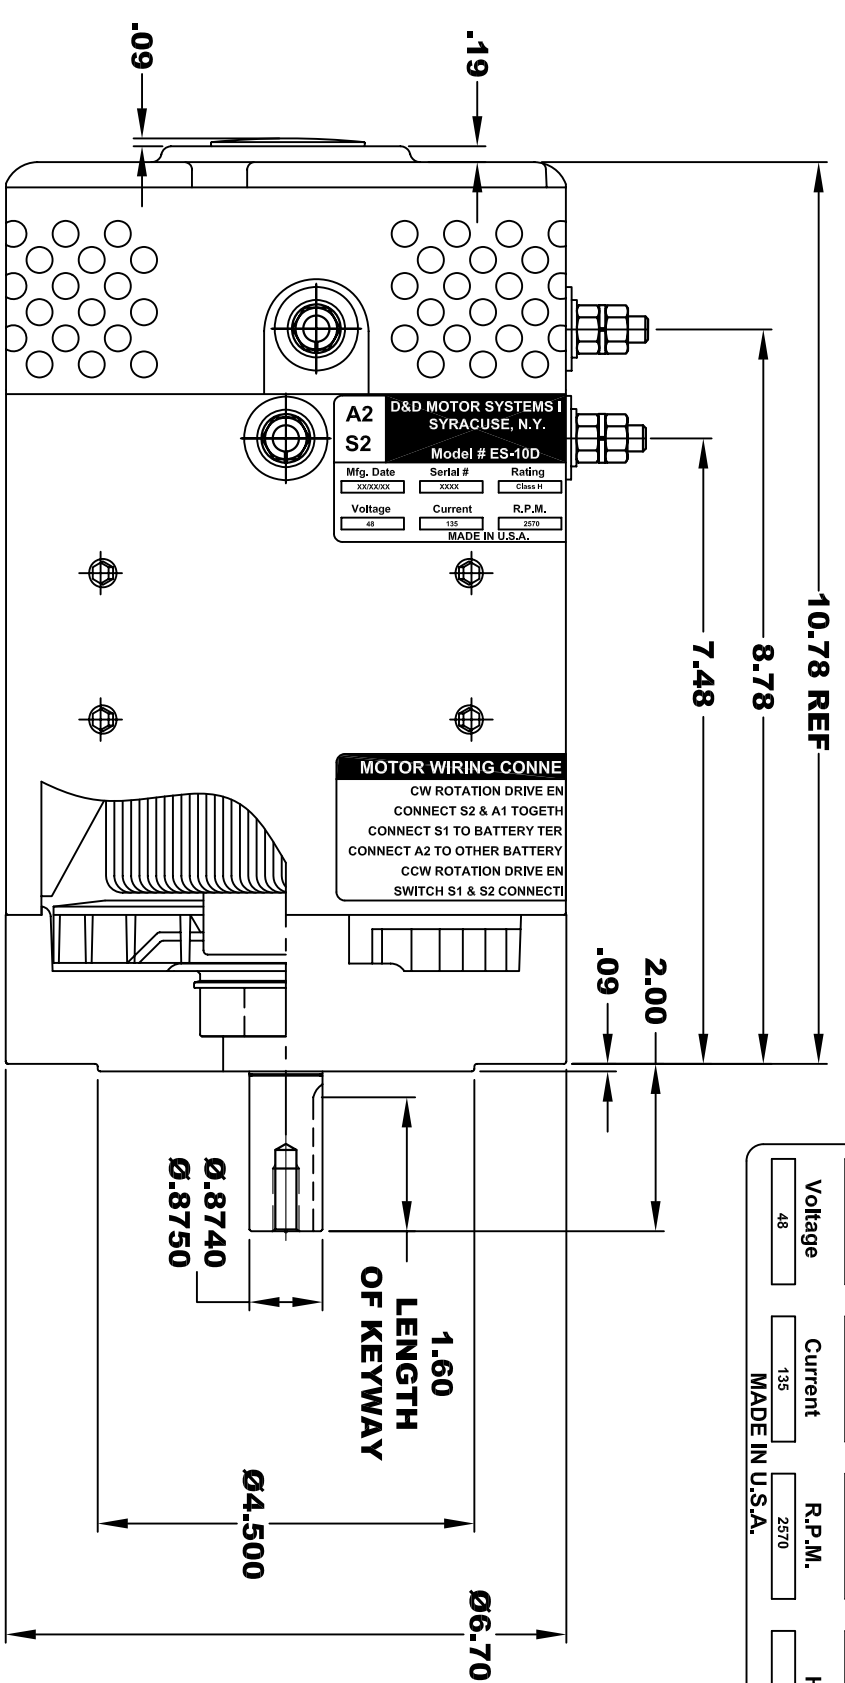 .09
.19
10.78 REF
8.78
7.48
A2
S2
D&D MOTOR SYSTEMS I
SYRACUSE, N.Y.
Model # ES-10D
Mfg. Date Serial # Rating
XX/XX/XX XXXX Class H
Voltage Current R.P.M.
48 135 2570
MADE IN U.S.A.
MOTOR WIRING CONNE
CW ROTATION DRIVE EN
CONNECT S2 & A1 TOGETH
CONNECT S1 TO BATTERY TER
CONNECT A2 TO OTHER BATTERY
CCW ROTATION DRIVE EN
SWITCH S1 & S2 CONNECTI
.09
2.00
Ø.8740
Ø.8750
1.60
LENGTH
OF KEYWAY
Ø4.500
Ø6.70
Voltage Current R.P.M. H
48 135 2570
MADE IN U.S.A.